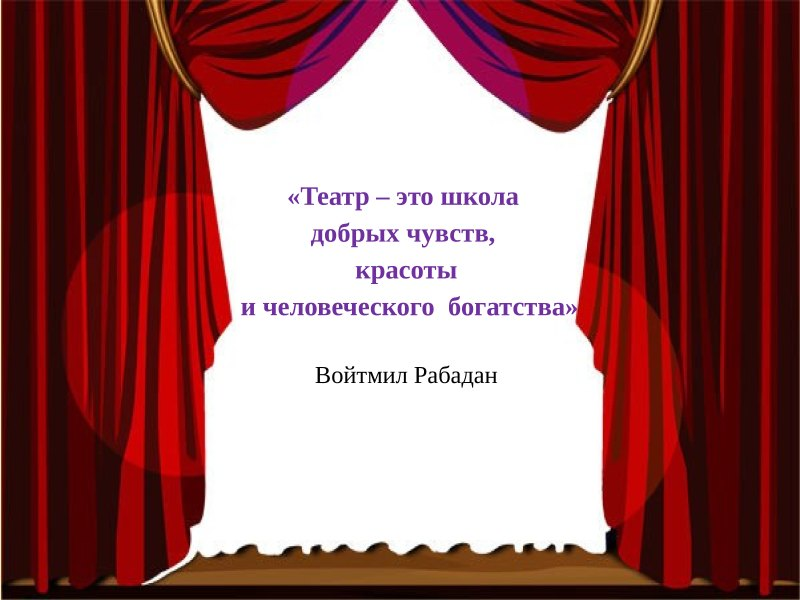 «Театр – это школа
добрых чувств,
красоты
и человеческого  богатства»
Войтмил Рабадан